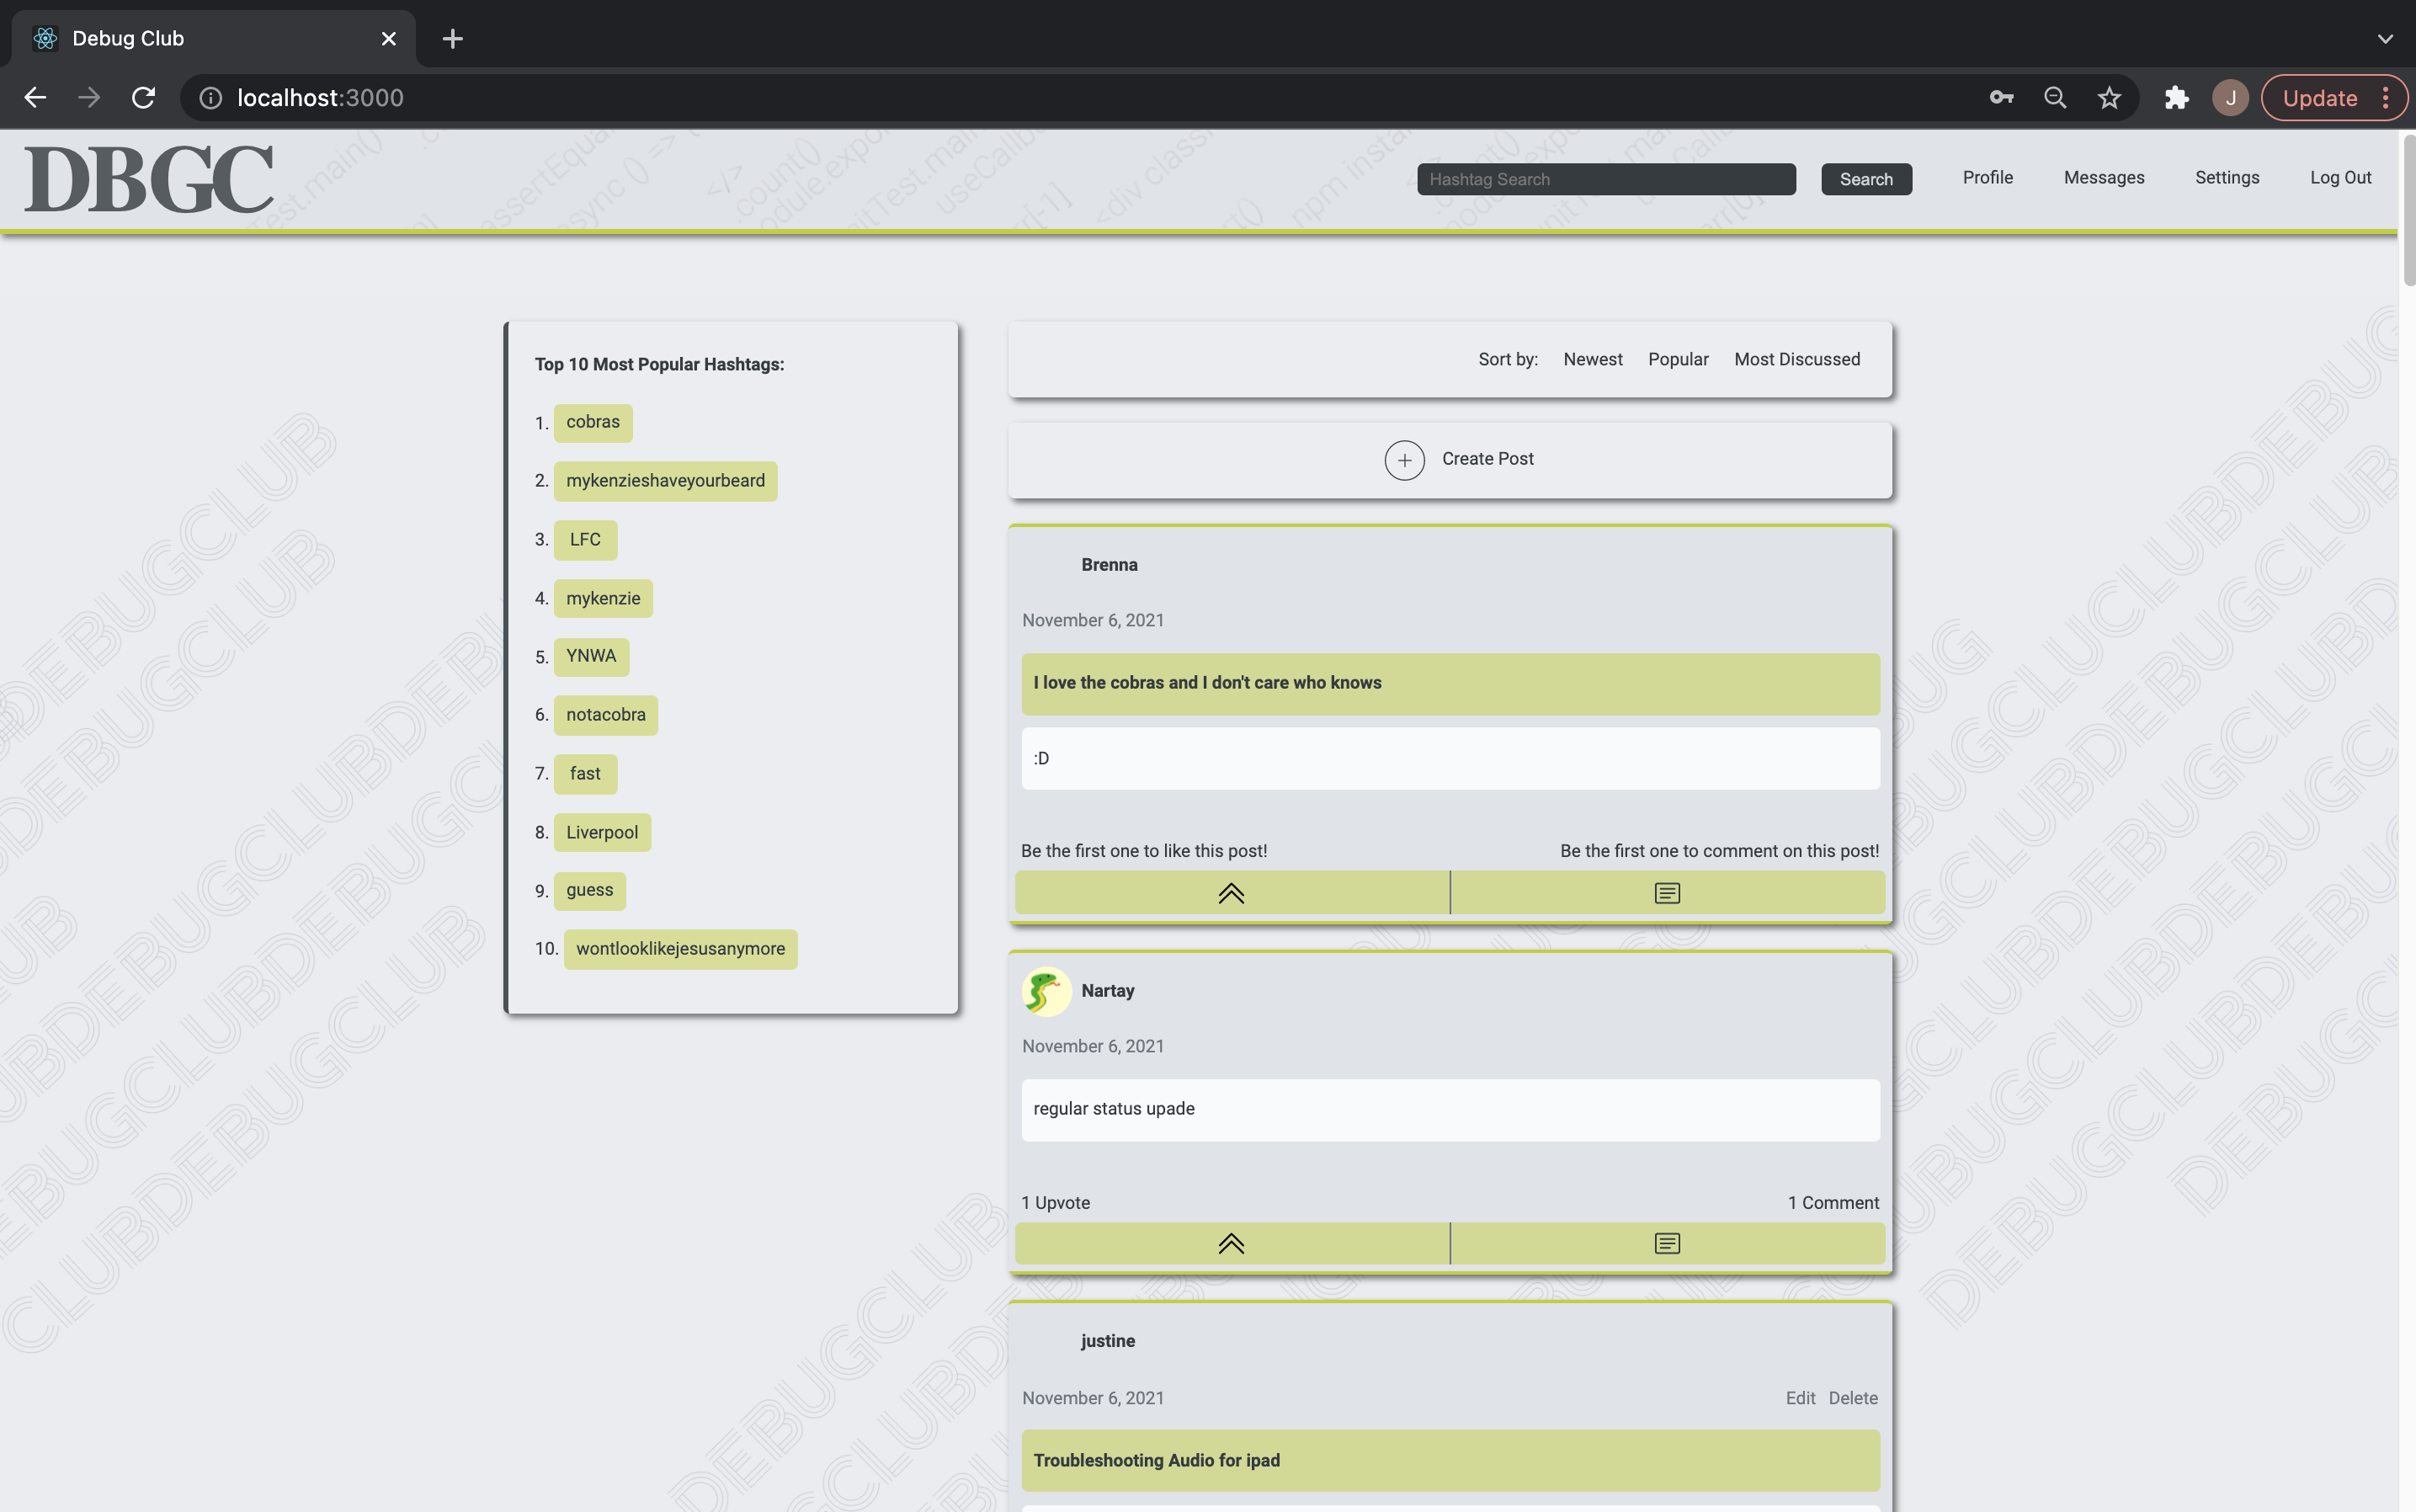 Debug Club
localhost:3000
J
Update
DBGC
Hashtag Search
Search
Profile
Messages
Settings
Log Out
Top 10 Most Popular Hashtags:
1. cobras
2. mykenzieshaveyourbeard
3. LFC
4. mykenzie
5. YNWA
6. notacobra
7. fast
8. Liverpool
9. guess
10. wontlooklikejesusanymore
Sort by: Newest Popular Most Discussed
Create Post
Brenna
November 6, 2021
I love the cobras and I don't care who knows
:D
Be the first one to like this post! Be the first one to comment on this post!
Nartay
November 6, 2021
regular status upade
1 Upvote 1 Comment
justine
November 6, 2021 Edit Delete
Troubleshooting Audio for ipad